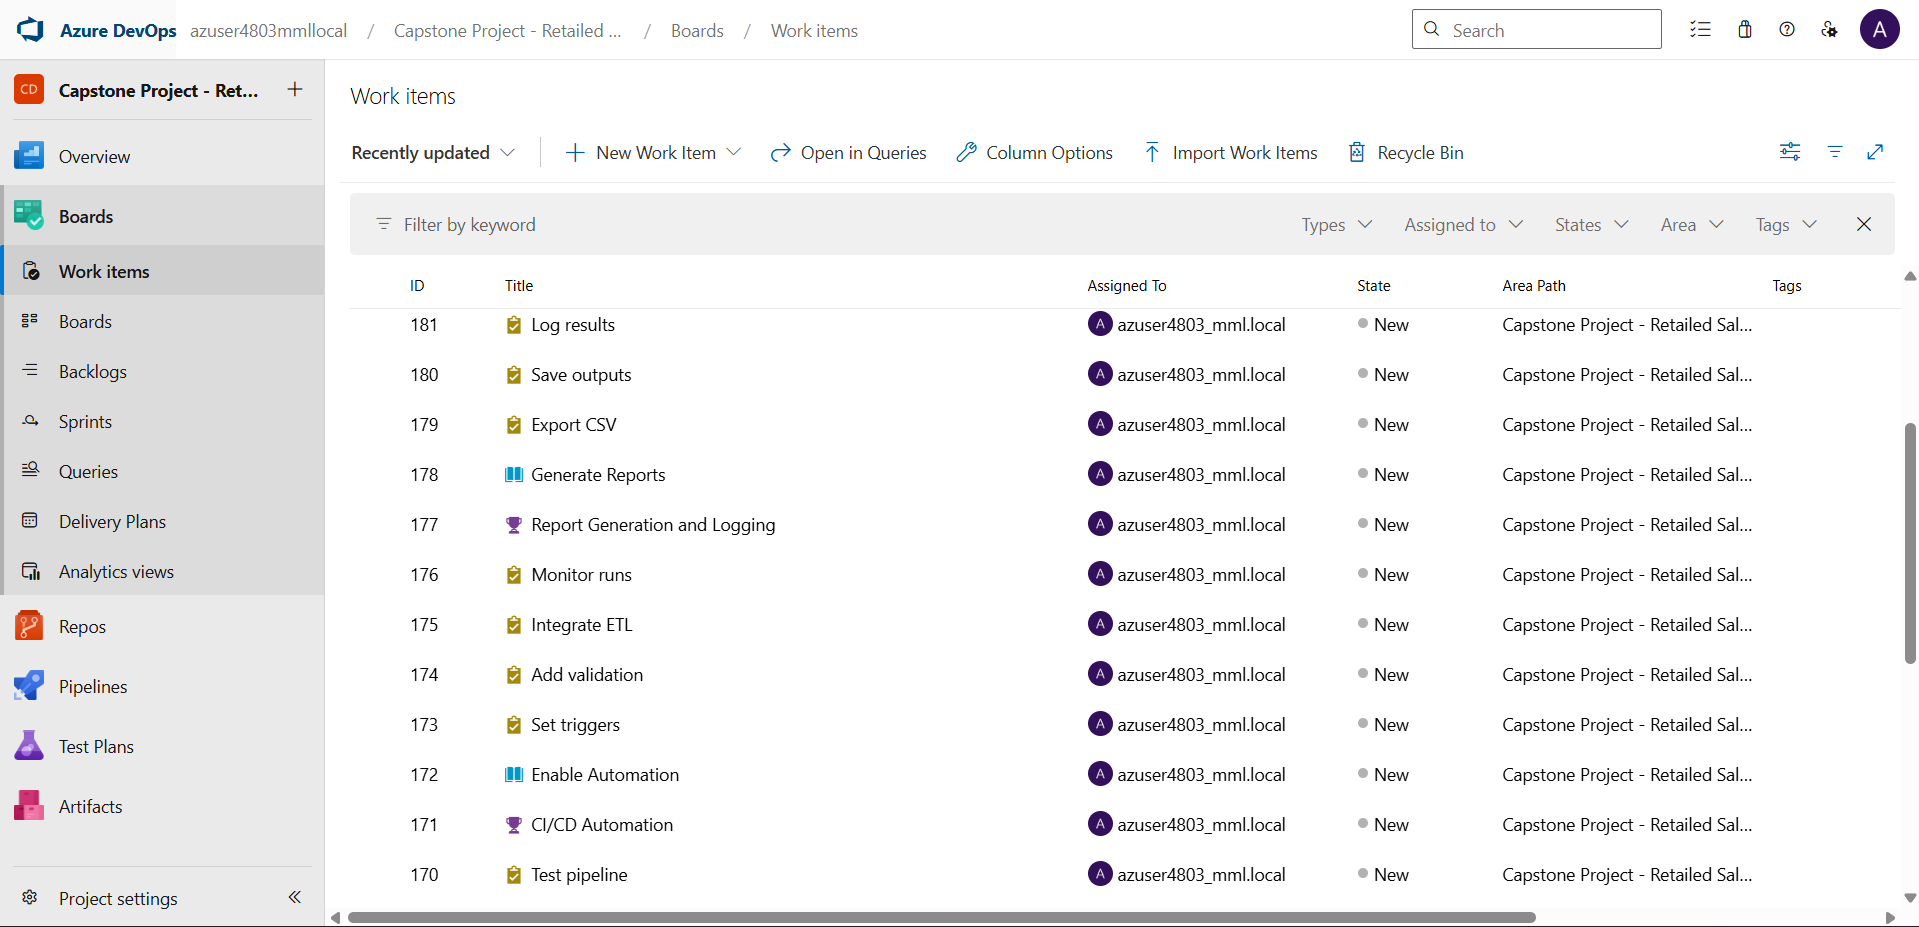 Azure DevOps azuser4803mmllocal / Capstone Project - Retailed ... / Boards / Work items Search A
CD Capstone Project - Ret...
Overview
Boards
Work items
Boards
Backlogs
Sprints
Queries
Delivery Plans
Analytics views
Repos
Pipelines
Test Plans
Artifacts
Project settings
Work items
Recently updated New Work Item Open in Queries Column Options Import Work Items Recycle Bin
Filter by keyword Types Assigned to States Area Tags
ID Title Assigned To State Area Path Tags
181 Log results A azuser4803_mml.local New Capstone Project - Retailed Sal...
180 Save outputs A azuser4803_mml.local New Capstone Project - Retailed Sal...
179 Export CSV A azuser4803_mml.local New Capstone Project - Retailed Sal...
178 Generate Reports A azuser4803_mml.local New Capstone Project - Retailed Sal...
177 Report Generation and Logging A azuser4803_mml.local New Capstone Project - Retailed Sal...
176 Monitor runs A azuser4803_mml.local New Capstone Project - Retailed Sal...
175 Integrate ETL A azuser4803_mml.local New Capstone Project - Retailed Sal...
174 Add validation A azuser4803_mml.local New Capstone Project - Retailed Sal...
173 Set triggers A azuser4803_mml.local New Capstone Project - Retailed Sal...
172 Enable Automation A azuser4803_mml.local New Capstone Project - Retailed Sal...
171 CI/CD Automation A azuser4803_mml.local New Capstone Project - Retailed Sal...
170 Test pipeline A azuser4803_mml.local New Capstone Project - Retailed Sal...